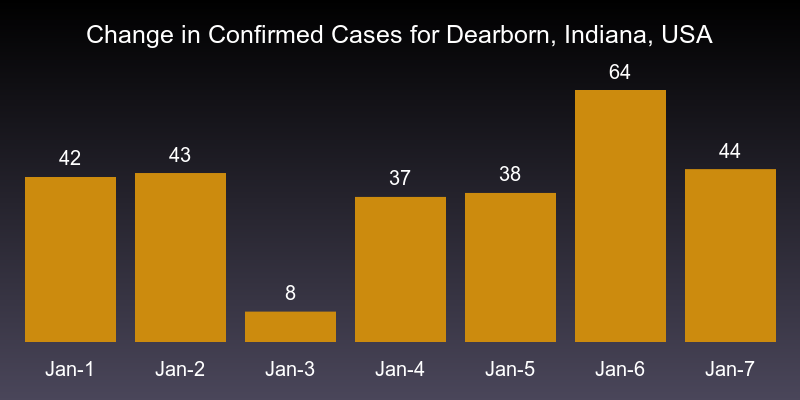 Change in Confirmed Cases for Dearborn, Indiana, USA
42 43 8 37 38 64 44
Jan-1 Jan-2 Jan-3 Jan-4 Jan-5 Jan-6 Jan-7